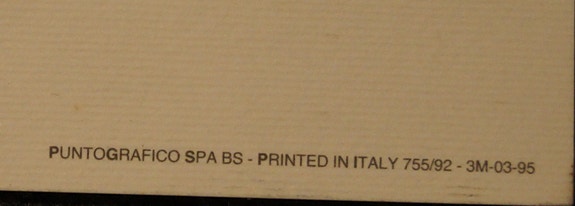 PUNTOGRAFICO SPA BS - PRINTED IN ITALY 755/92 - 3M-03-95